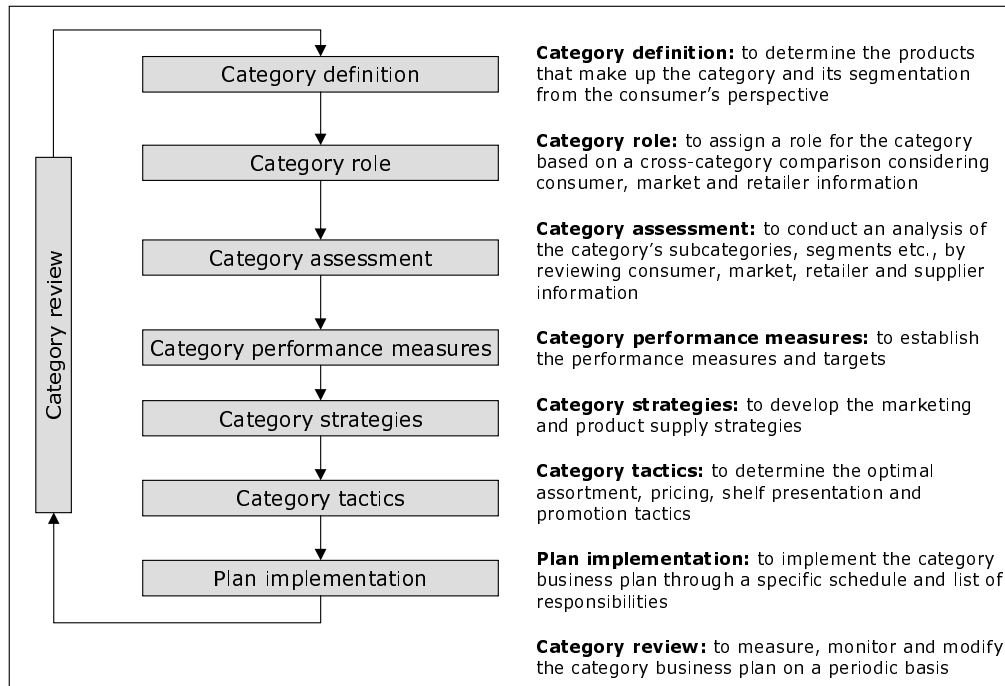 Category definition
Category role
Category assessment
Category performance measures
Category strategies
Category tactics
Plan implementation
Category review
Category definition: to determine the products
that make up the category and its segmentation
from the consumer's perspective
Category role: to assign a role for the category
based on a cross-category comparison considering
consumer, market and retailer information
Category assessment: to conduct an analysis of
the category's subcategories, segments etc., by
reviewing consumer, market, retailer and supplier
information
Category performance measures: to establish
the performance measures and targets
Category strategies: to develop the marketing
and product supply strategies
Category tactics: to determine the optimal
assortment, pricing, shelf presentation and
promotion tactics
Plan implementation: to implement the category
business plan through a specific schedule and list of
responsibilities
Category review: to measure, monitor and modify
the category business plan on a periodic basis